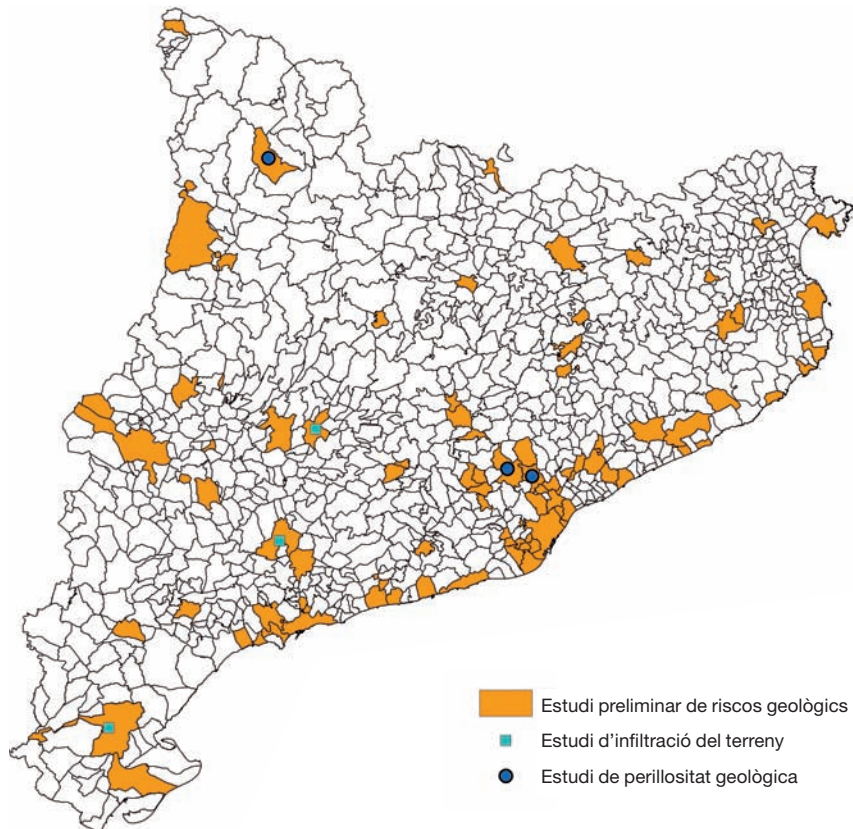 Estudi preliminar de riscos geològics
Estudi d’infiltració del terreny
Estudi de perillositat geològica